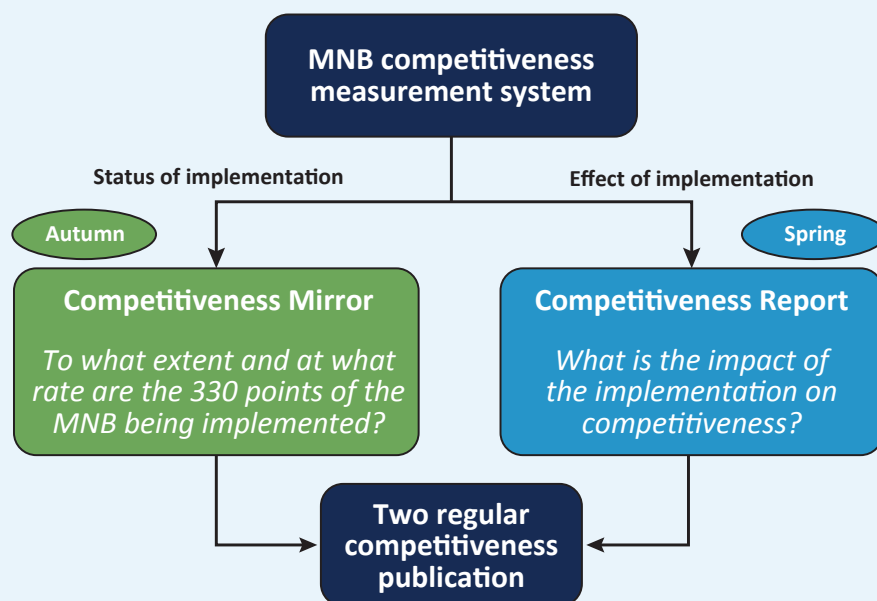 MNB competitiveness
measurement system
Status of implementation
Effect of implementation
Autumn
Spring
Competitiveness Mirror
To what extent and at what
rate are the 330 points of the
MNB being implemented?
Competitiveness Report
What is the impact of
the implementation on
competitiveness?
Two regular
competitiveness
publication